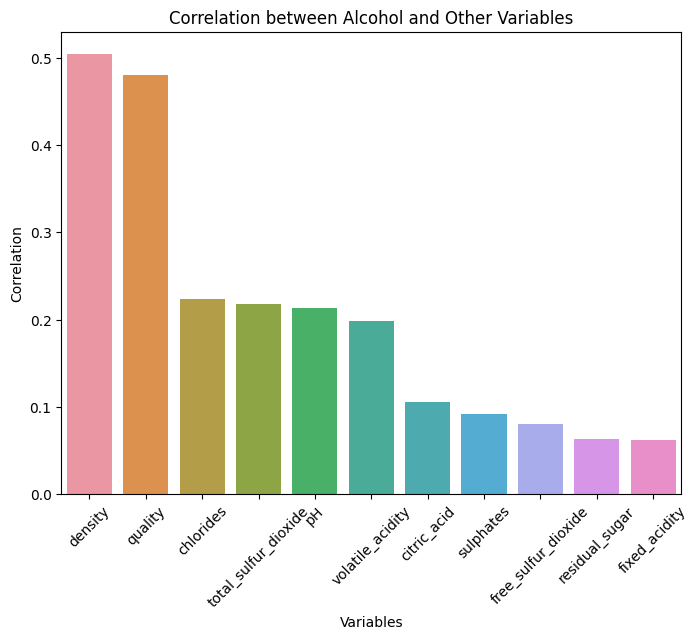 Correlation between Alcohol and Other Variables
Correlation
0.5
0.4
0.3
0.2
0.1
0.0
density
quality
chlorides
total_sulfur_dioxide
pH
volatile_acidity
citric_acid
sulphates
free_sulfur_dioxide
residual_sugar
fixed_acidity
Variables